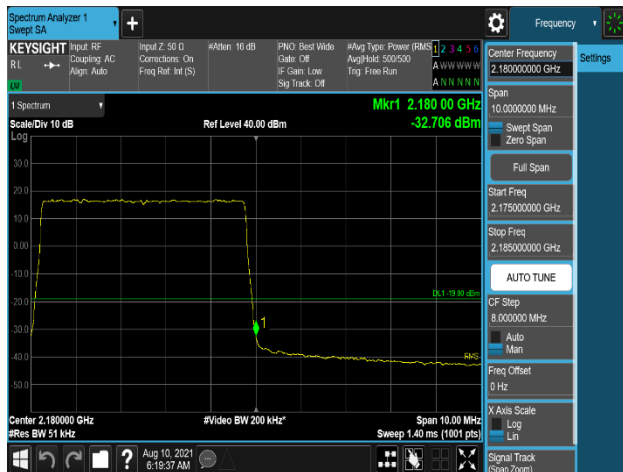 Spectrum Analyzer 1
Swept SA
Frequency
KEYSIGHT
RL
Input: RF
Coupling: AC
Align: Auto
Input Z: 50 Ω
Corrections: On
Freq Ref: Int (S)
#Atten: 16 dB
PNO: Best Wide
Gate: Off
IF Gain: Low
Sig Track: Off
#Avg Type: Power (RMS
Avg|Hold: 500/500
Trig: Free Run
1 2 3 4 5 6
A W W W W W
A N N N N N
1 Spectrum
Mkr1 2.180 00 GHz
Scale/Div 10 dB
Ref Level 40.00 dBm
-32.706 dBm
Log
30.0
20.0
10.0
0.00
-10.0
-20.0
-30.0
-40.0
-50.0
DL1 -19.00 dBm
1
RMS
Center 2.18000 GHz
#Video BW 200 kHz*
Span 10.00 MHz
#Res BW 51 kHz
Sweep 1.40 ms (1001 pts)
?
Aug 10, 2021
6:19:37 AM
Center Frequency
2.180000000 GHz
Settings
Span
10.0000000 MHz
Swept Span
Zero Span
Full Span
Start Freq
2.175000000 GHz
Stop Freq
2.185000000 GHz
AUTO TUNE
CF Step
8.000000 MHz
Auto
Man
Freq Offset
0 Hz
X Axis Scale
Log
Lin
Signal Track
(Span Zoom)